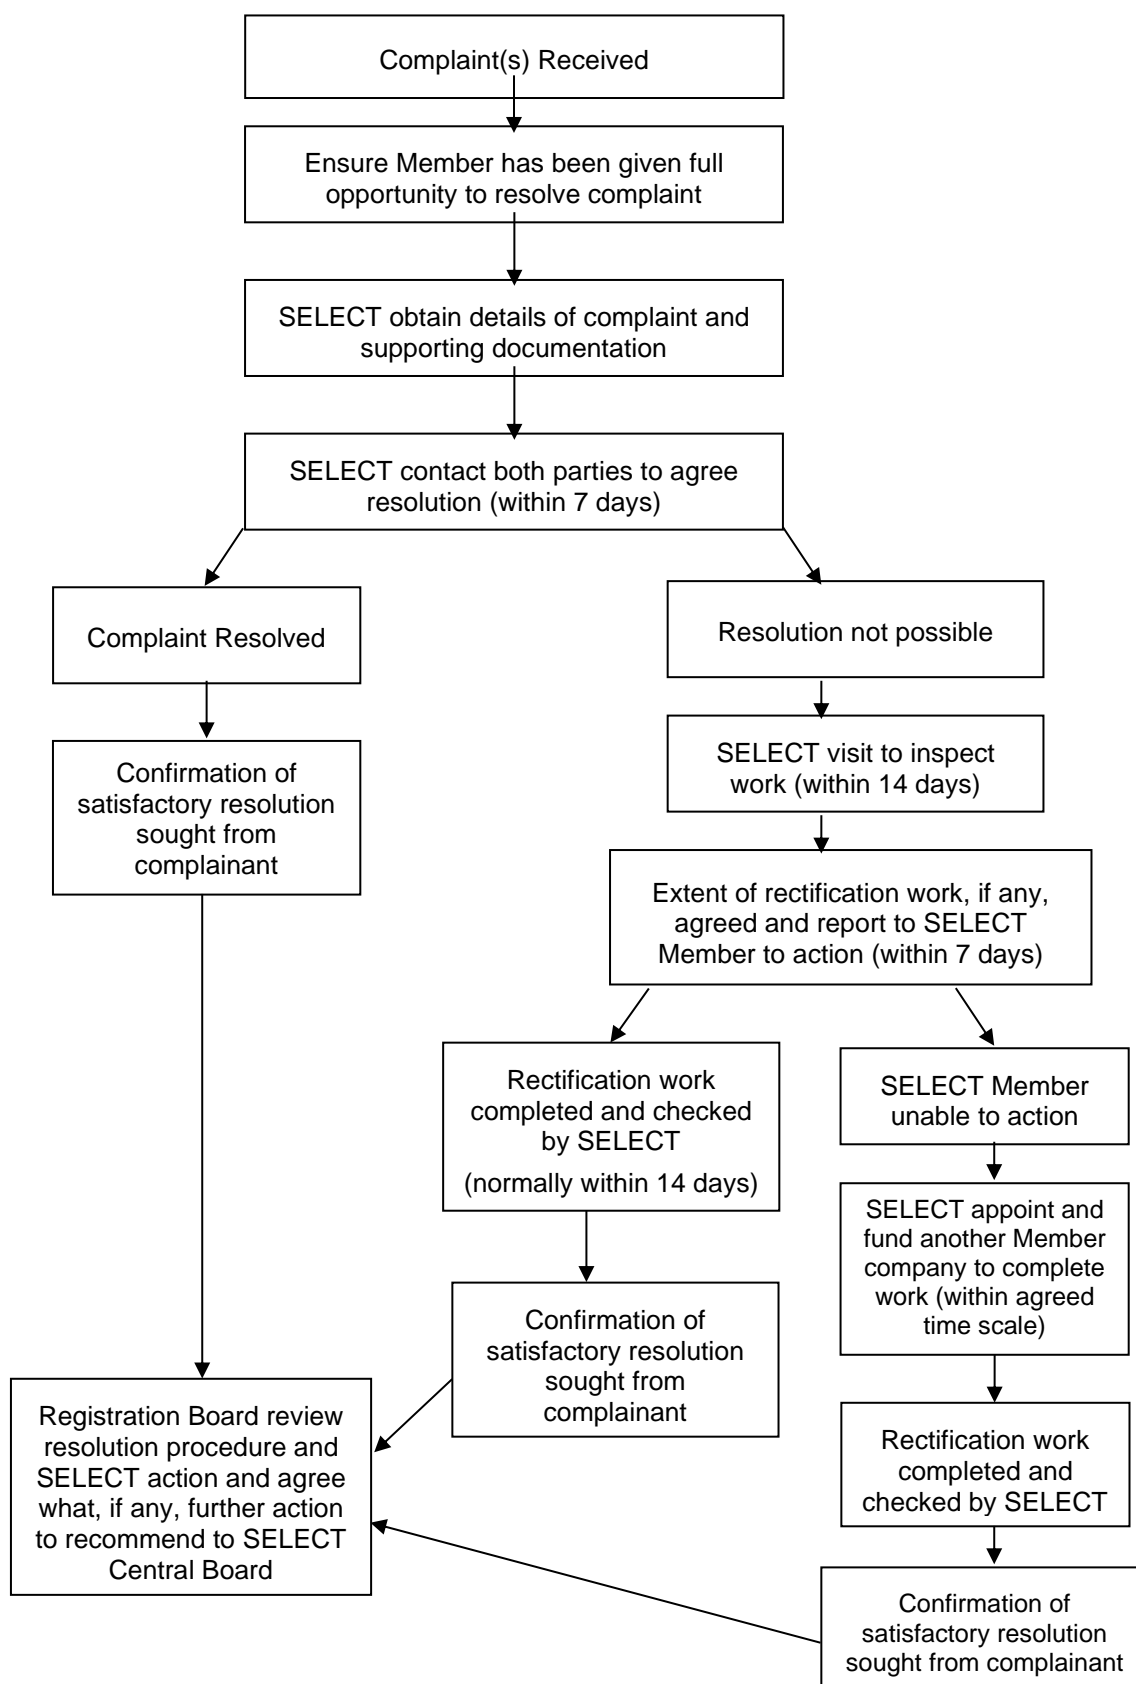 Complaint(s) Received
Ensure Member has been given full
opportunity to resolve complaint
SELECT obtain details of complaint and
supporting documentation
SELECT contact both parties to agree
resolution (within 7 days)
Complaint Resolved
Resolution not possible
Confirmation of
satisfactory resolution
sought from
complainant
SELECT visit to inspect
work (within 14 days)
Extent of rectification work, if any,
agreed and report to SELECT
Member to action (within 7 days)
Rectification work
completed and checked
by SELECT
(normally within 14 days)
SELECT Member
unable to action
SELECT appoint and
fund another Member
company to complete
work (within agreed
time scale)
Confirmation of
satisfactory resolution
sought from
complainant
Registration Board review
resolution procedure and
SELECT action and agree
what, if any, further action
to recommend to SELECT
Central Board
Rectification work
completed and
checked by SELECT
Confirmation of
satisfactory resolution
sought from complainant